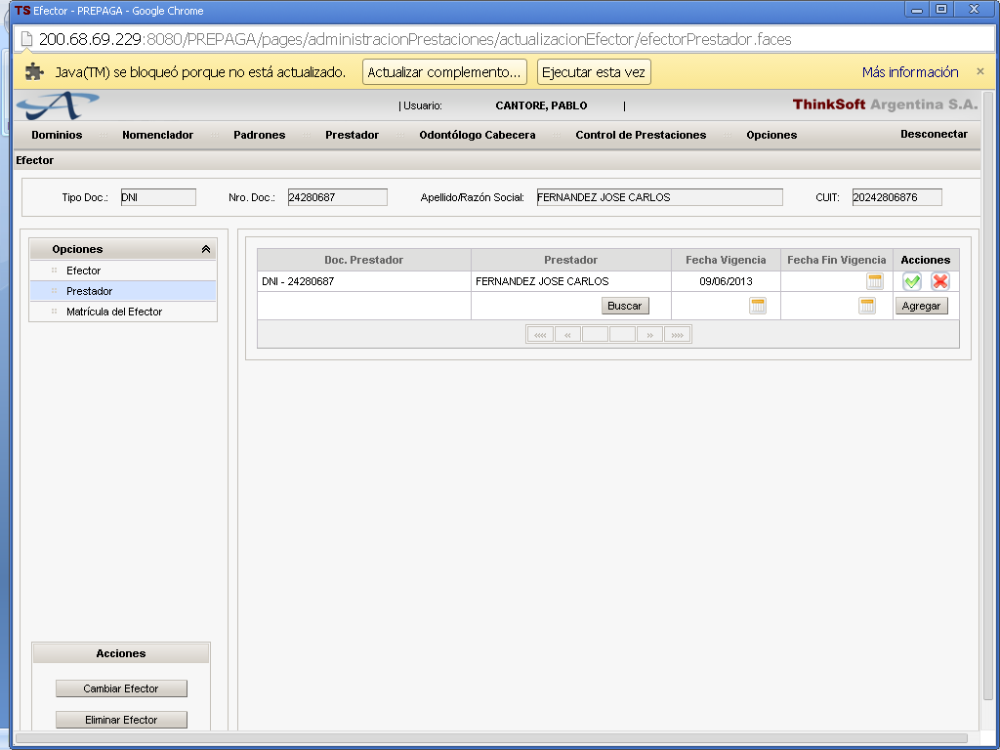 TS Efector - PREPAGA - Google Chrome
200.68.69.229:8080/PREPAGA/pages/administracionPrestaciones/actualizacionEfector/efectorPrestador.faces
Java(TM) se bloqueó porque no está actualizado. Actualizar complemento... Ejecutar esta vez Más información
| Usuario: CANTORE, PABLO | ThinkSoft Argentina S.A.
Dominios Nomenclador Padrones Prestador Odontólogo Cabecera Control de Prestaciones Opciones Desconectar
Efector
Tipo Doc.: DNI Nro. Doc.: 24280687 Apellido/Razón Social: FERNANDEZ JOSE CARLOS CUIT: 20242806876
Opciones
Efector
Prestador
Matrícula del Efector
Doc. Prestador Prestador Fecha Vigencia Fecha Fin Vigencia Acciones
DNI - 24280687 FERNANDEZ JOSE CARLOS 09/06/2013
Buscar Agregar
«« « » »»
Acciones
Cambiar Efector
Eliminar Efector